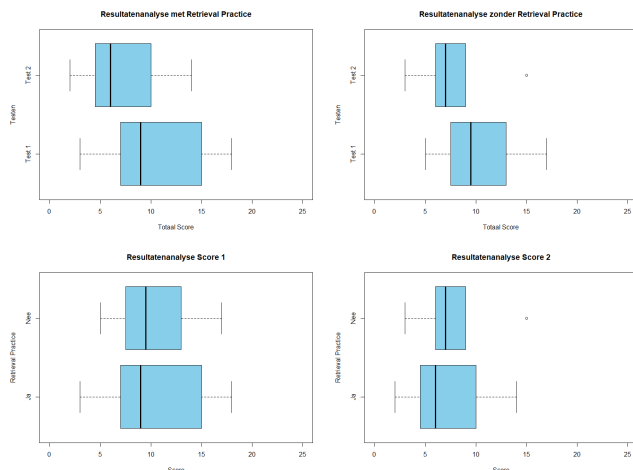 Resultatenanalyse met Retrieval Practice
Test 2
Testen
Test 1
0 5 10 15 20 25
Totaal Score
Resultatenanalyse zonder Retrieval Practice
Test 2
Testen
Test 1
0 5 10 15 20 25
Totaal Score
Resultatenanalyse Score 1
Nee
Retrieval Practice
Ja
0 5 10 15 20 25
Score
Resultatenanalyse Score 2
Nee
Retrieval Practice
Ja
0 5 10 15 20 25
Score